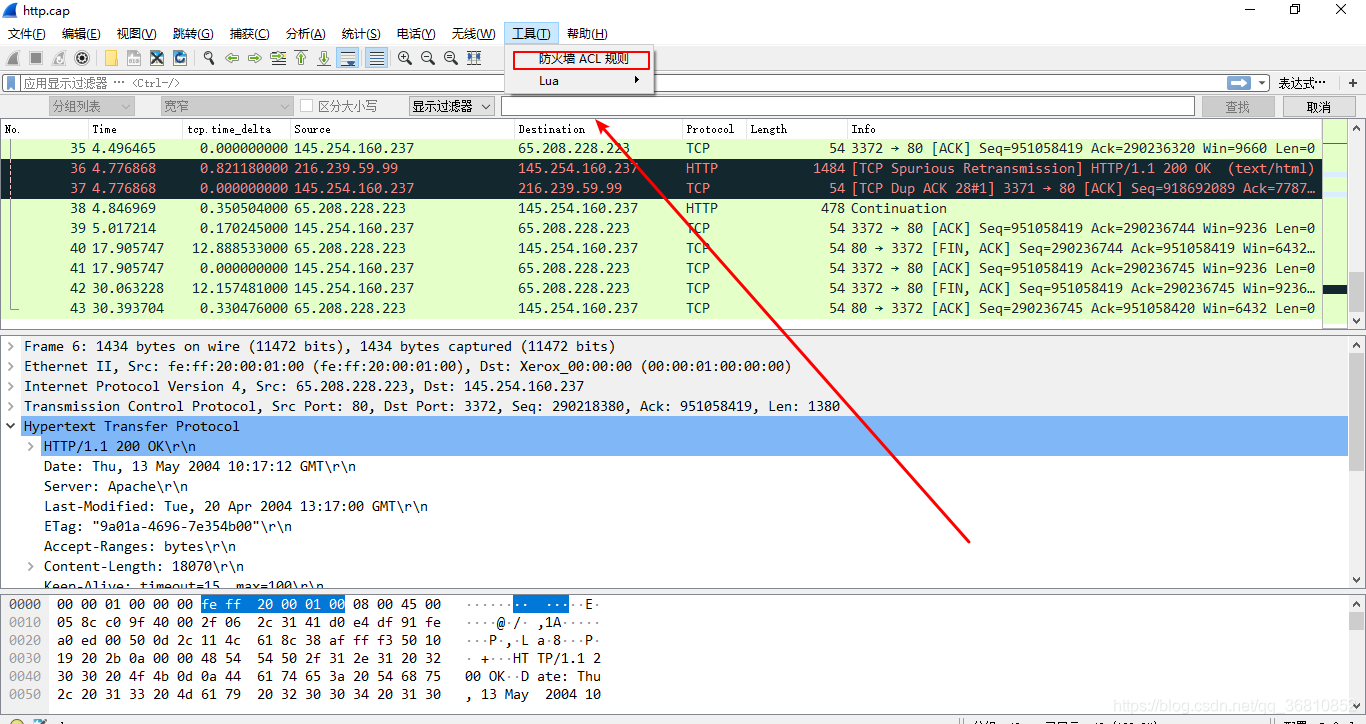 http.cap
文件(F) 编辑(E) 视图(V) 跳转(G) 捕获(C) 分析(A) 统计(S) 电话(Y) 无线(W) 工具(T) 帮助(H)
防火墙 ACL 规则
Lua
应用显示过滤器 ⋯ <Ctrl-/> 表达式⋯ +
分组列表 宽窄 区分大小写 显示过滤器 查找 取消
No. Time tcp.time_delta Source Destination Protocol Length Info
35 4.496465 0.000000000 145.254.160.237 65.208.228.223 TCP 54 3372 → 80 [ACK] Seq=951058419 Ack=290236320 Win=9660 Len=0
36 4.776868 0.821180000 216.239.59.99 145.254.160.237 HTTP 1484 [TCP Spurious Retransmission] HTTP/1.1 200 OK (text/html)
37 4.776868 0.000000000 145.254.160.237 216.239.59.99 TCP 54 [TCP Dup ACK 28#1] 3371 → 80 [ACK] Seq=918692089 Ack=7787…
38 4.846969 0.350504000 65.208.228.223 145.254.160.237 HTTP 478 Continuation
39 5.017214 0.170245000 145.254.160.237 65.208.228.223 TCP 54 3372 → 80 [ACK] Seq=951058419 Ack=290236744 Win=9236 Len=0
40 17.905747 12.888533000 65.208.228.223 145.254.160.237 TCP 54 80 → 3372 [FIN, ACK] Seq=290236744 Ack=951058419 Win=6432…
41 17.905747 0.000000000 145.254.160.237 65.208.228.223 TCP 54 3372 → 80 [ACK] Seq=951058419 Ack=290236745 Win=9236 Len=0
42 30.063228 12.157481000 145.254.160.237 65.208.228.223 TCP 54 3372 → 80 [FIN, ACK] Seq=951058419 Ack=290236745 Win=9236…
43 30.393704 0.330476000 65.208.228.223 145.254.160.237 TCP 54 80 → 3372 [ACK] Seq=290236745 Ack=951058420 Win=6432 Len=0
Frame 6: 1434 bytes on wire (11472 bits), 1434 bytes captured (11472 bits)
Ethernet II, Src: fe:ff:20:00:01:00 (fe:ff:20:00:01:00), Dst: Xerox_00:00:00 (00:00:01:00:00:00)
Internet Protocol Version 4, Src: 65.208.228.223, Dst: 145.254.160.237
Transmission Control Protocol, Src Port: 80, Dst Port: 3372, Seq: 290218380, Ack: 951058419, Len: 1380
Hypertext Transfer Protocol
HTTP/1.1 200 OK\r\n
Date: Thu, 13 May 2004 10:17:12 GMT\r\n
Server: Apache\r\n
Last-Modified: Tue, 20 Apr 2004 13:17:00 GMT\r\n
ETag: "9a01a-4696-7e354b00"\r\n
Accept-Ranges: bytes\r\n
Content-Length: 18070\r\n
Keep-Alive: timeout=15, max=100\r\n
0000 00 00 01 00 00 00 fe ff 20 00 01 00 08 00 45 00 ········ ······E·
0010 05 8c c0 9f 40 00 2f 06 2c 31 41 d0 e4 df 91 fe ····@·/· ,1A·····
0020 a0 ed 00 50 0d 2c 11 4c 61 8c 38 af ff f3 50 10 ···P·,·L a·8···P·
0030 19 20 2b 0a 00 00 48 54 54 50 2f 31 2e 31 20 32 · +···HT TP/1.1 2
0040 30 30 20 4f 4b 0d 0a 44 61 74 65 3a 20 54 68 75 00 OK··D ate: Thu
0050 2c 20 31 33 20 4d 61 79 20 32 30 30 34 20 31 30 , 13 May 2004 10